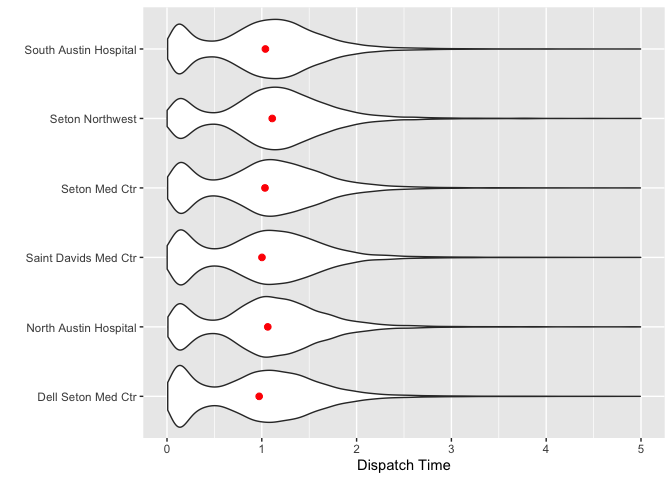 South Austin Hospital
Seton Northwest
Seton Med Ctr
Saint Davids Med Ctr
North Austin Hospital
Dell Seton Med Ctr
0 1 2 3 4 5
Dispatch Time